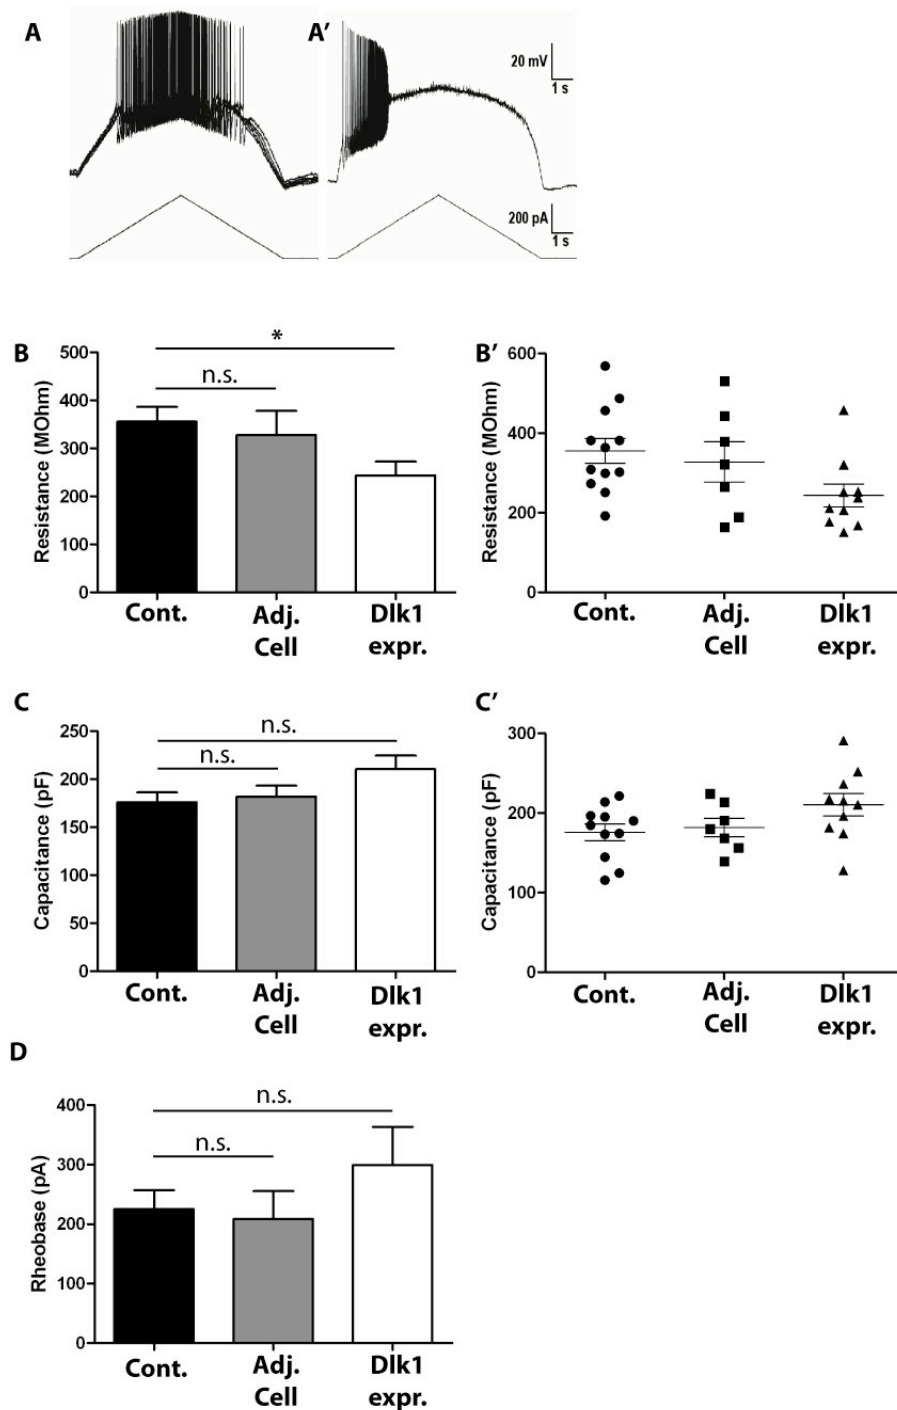 A
A’
20 mV
1 s
200 pA
1 s
B
*
n.s.
500
400
300
200
100
0
Resistance (MOhm)
Cont.
Adj.
Cell
Dlk1
expr.
B’
600
400
200
0
Resistance (MOhm)
Cont.
Adj.
Cell
Dlk1
expr.
C
n.s.
n.s.
250
200
150
100
50
0
Capacitance (pF)
Cont.
Adj.
Cell
Dlk1
expr.
C’
300
200
100
0
Capacitance (pF)
Cont.
Adj.
Cell
Dlk1
expr.
D
n.s.
n.s.
400
300
200
100
0
Rheobase (pA)
Cont.
Adj.
Cell
Dlk1
expr.